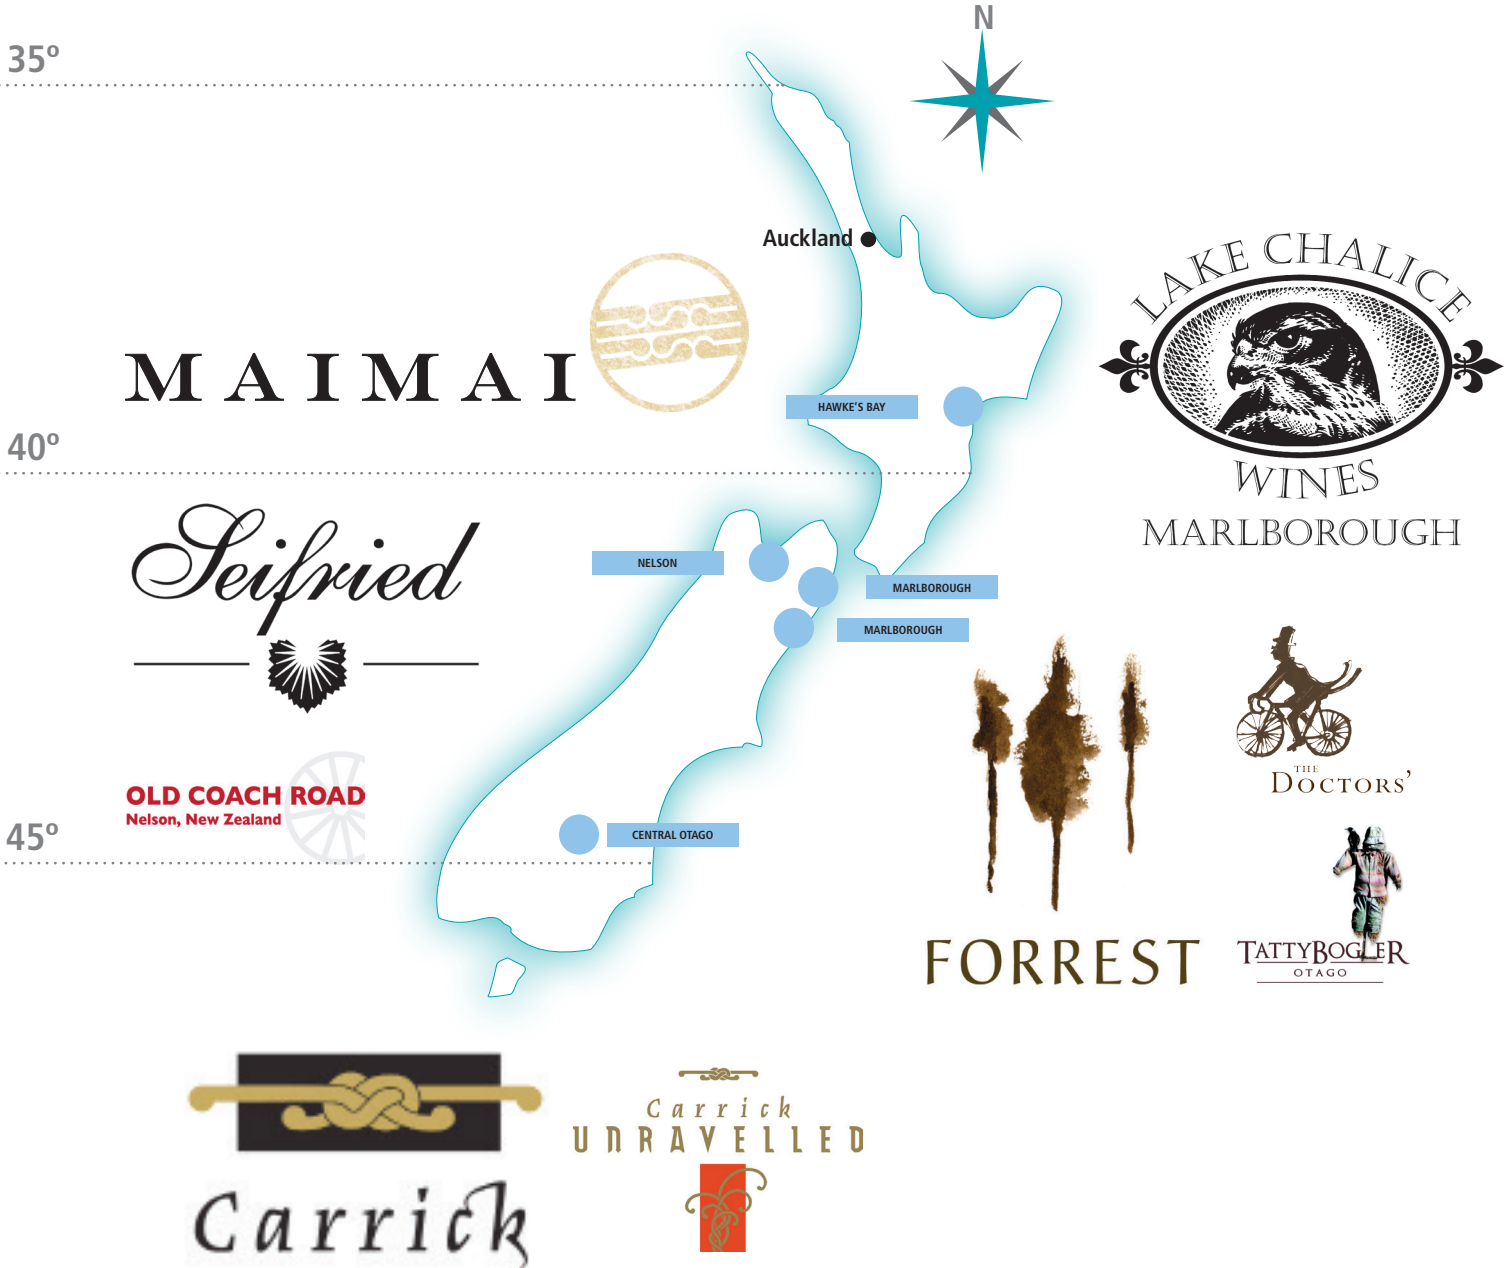 N
35º
Auckland
LAKE CHALICE
WINES
MARLBOROUGH
MAIMAI
HAWKE'S BAY
40º
Seifried
NELSON
MARLBOROUGH
MARLBOROUGH
OLD COACH ROAD
Nelson, New Zealand
THE
DOCTORS'
45º
CENTRAL OTAGO
FORREST
TATTYBOGLER
OTAGO
Carrick
Carrick
UNRAVELLED